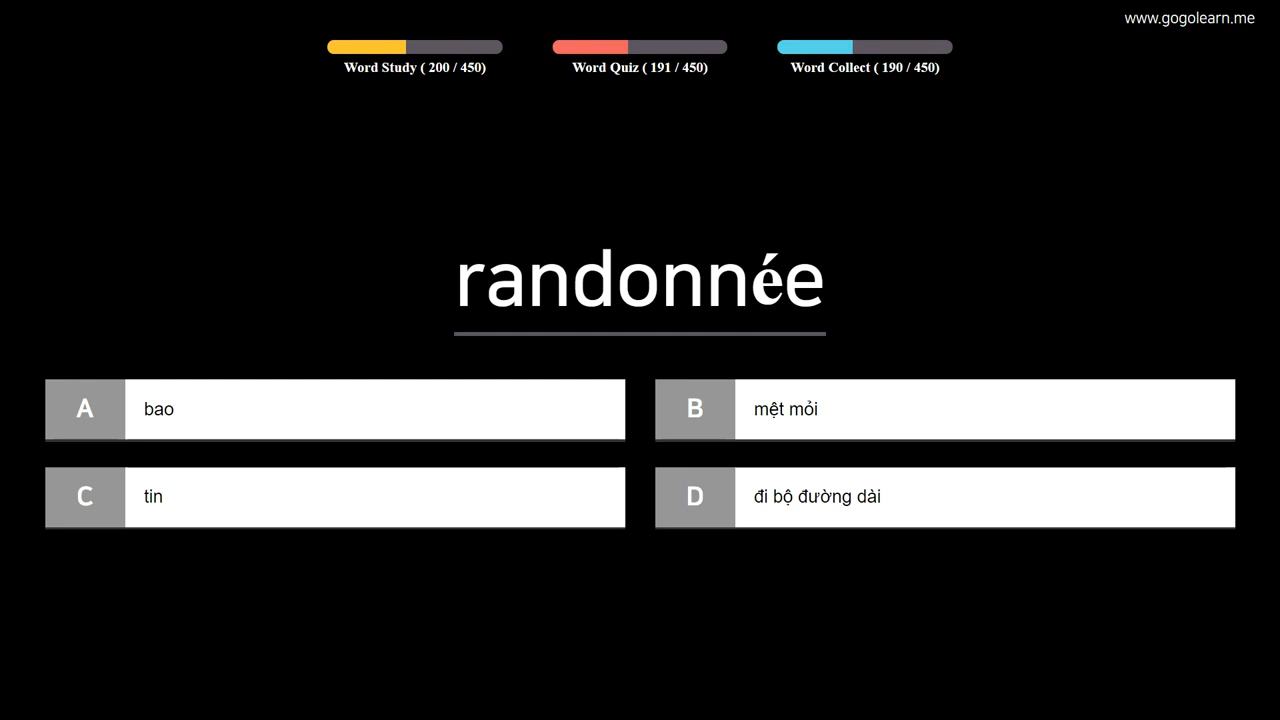 www.gogolearn.me
Word Study ( 200 / 450)
Word Quiz ( 191 / 450)
Word Collect ( 190 / 450)
randonnée
A bao
B mệt mỏi
C tin
D đi bộ đường dài